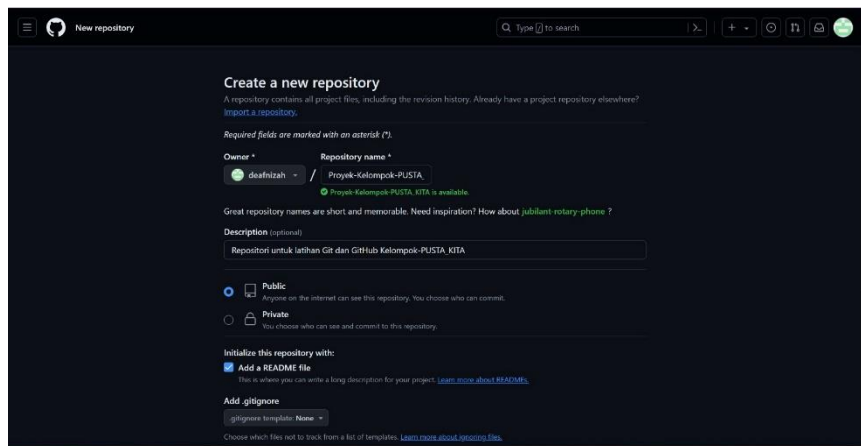 New repository
Type / to search
Create a new repository
A repository contains all project files, including the revision history. Already have a project repository elsewhere?
Import a repository.
Required fields are marked with an asterisk (*).
Owner *
Repository name *
deafnizah
/
Proyek-Kelompok-PUSTA_
Proyek-Kelompok-PUSTA_KITA is available.
Great repository names are short and memorable. Need inspiration? How about jubilant-rotary-phone ?
Description (optional)
Repositori untuk latihan Git dan GitHub Kelompok-PUSTA_KITA
Public
Anyone on the internet can see this repository. You choose who can commit.
Private
You choose who can see and commit to this repository.
Initialize this repository with:
Add a README file
This is where you can write a long description for your project. Learn more about READMEs.
Add .gitignore
.gitignore template: None
Choose which files not to track from a list of templates. Learn more about ignoring files.